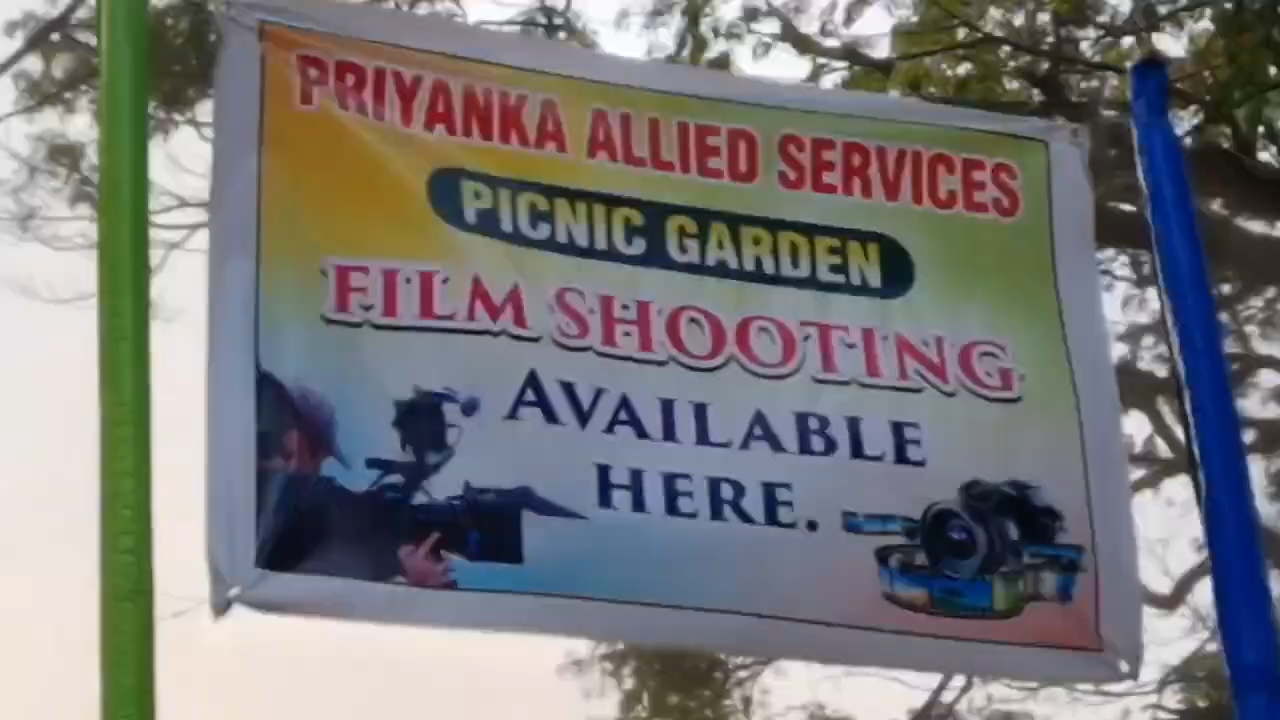 PRIYANKA ALLIED SERVICES
PICNIC GARDEN
FILM SHOOTING
AVAILABLE
HERE.